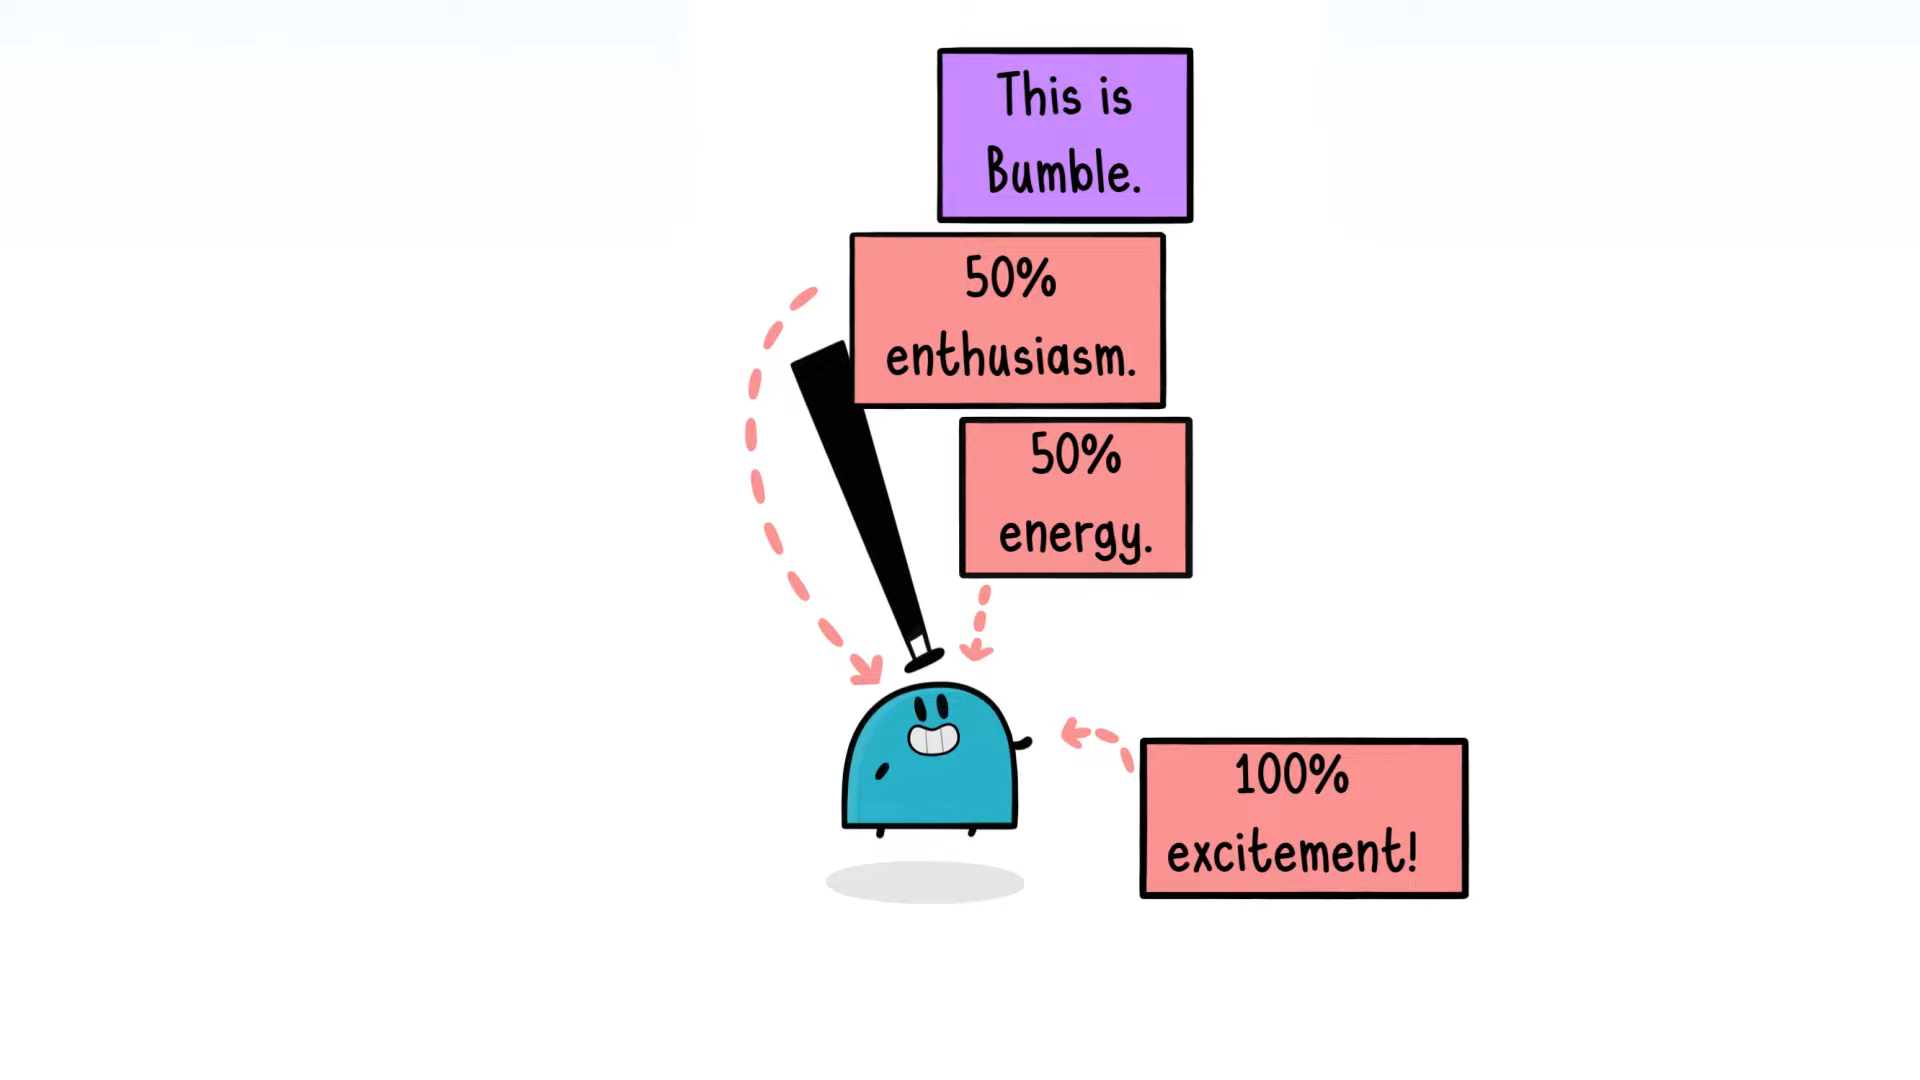 This is
Bumble.
50%
enthusiasm.
50%
energy.
100%
excitement!